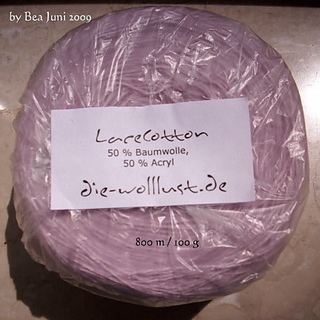 by Bea Juni 2009
LaceCotton
50 % Baumwolle,
50 % Acryl
die-wolllust.de
800 m / 100 g